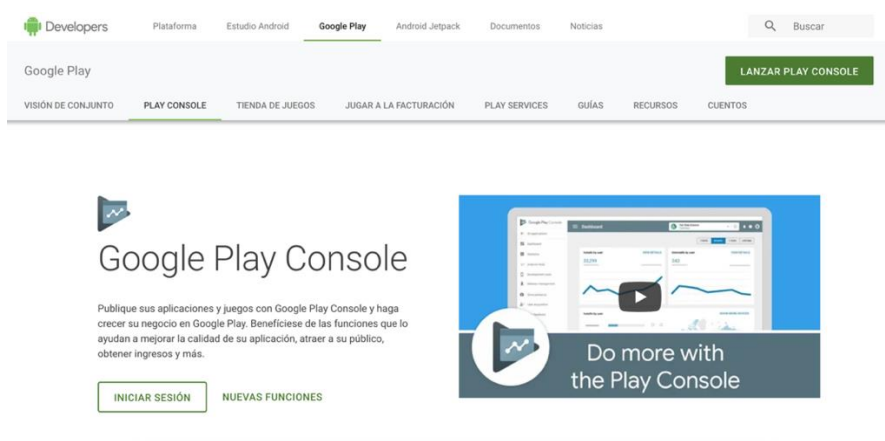 Developers
Plataforma
Estudio Android
Google Play
Android Jetpack
Documentos
Noticias
Buscar
Google Play
LANZAR PLAY CONSOLE
VISIÓN DE CONJUNTO
PLAY CONSOLE
TIENDA DE JUEGOS
JUGAR A LA FACTURACIÓN
PLAY SERVICES
GUÍAS
RECURSOS
CUENTOS
Google Play Console
Publique sus aplicaciones y juegos con Google Play Console y haga
crecer su negocio en Google Play. Benefíciese de las funciones que lo
ayudan a mejorar la calidad de su aplicación, atraer a su público,
obtener ingresos y más.
INICIAR SESIÓN
NUEVAS FUNCIONES
Google Play Console
Dashboard
Do more with
the Play Console